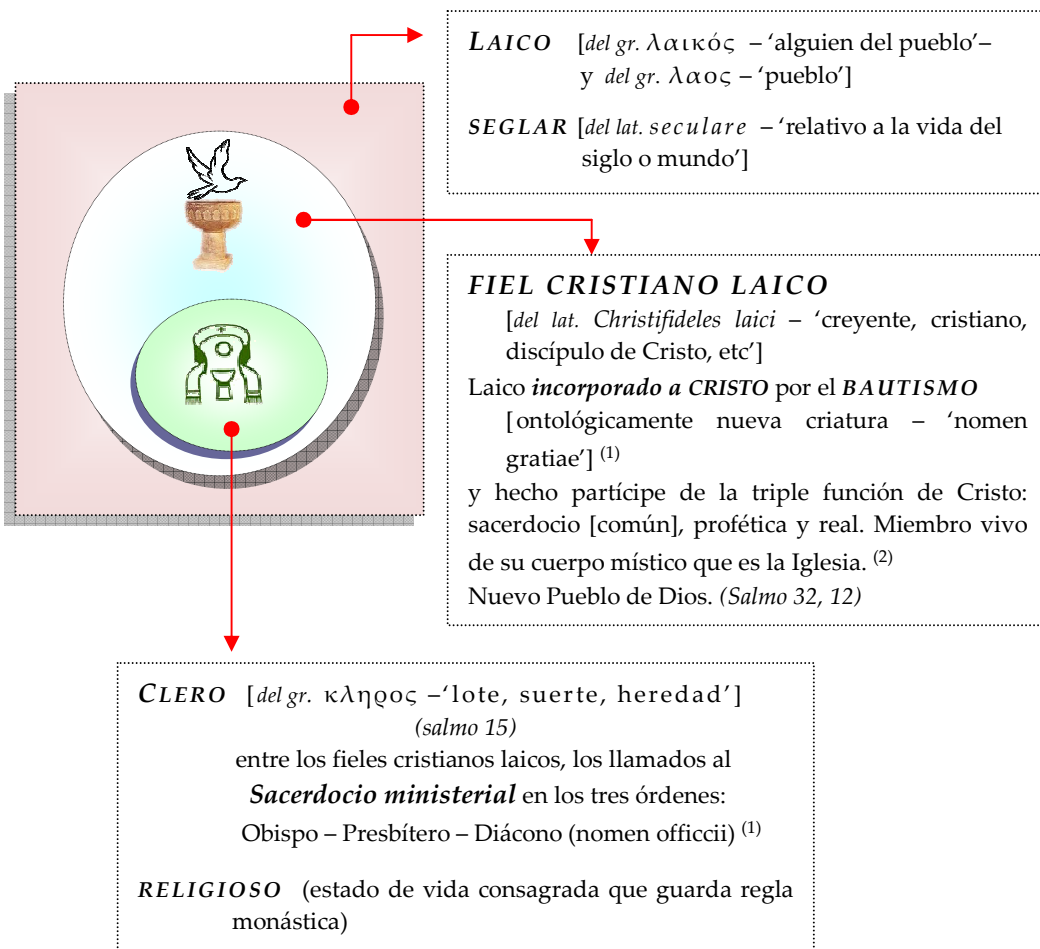 LAICO [del gr. λαικός – ‘alguien del pueblo’–
y del gr. λαος – ‘pueblo’]
SEGLAR [del lat. seculare – ‘relativo a la vida del
siglo o mundo’]
FIEL CRISTIANO LAICO
[del lat. Christifideles laici – ‘creyente, cristiano,
discípulo de Cristo, etc’]
Laico incorporado a CRISTO por el BAUTISMO
[ontológicamente nueva criatura – ‘nomen
gratiae’] (1)
y hecho partícipe de la triple función de Cristo:
sacerdocio [común], profética y real. Miembro vivo
de su cuerpo místico que es la Iglesia. (2)
Nuevo Pueblo de Dios. (Salmo 32, 12)
CLERO [del gr. κληρος –‘lote, suerte, heredad’]
(salmo 15)
entre los fieles cristianos laicos, los llamados al
Sacerdocio ministerial en los tres órdenes:
Obispo – Presbítero – Diácono (nomen officcii) (1)
RELIGIOSO (estado de vida consagrada que guarda regla
monástica)